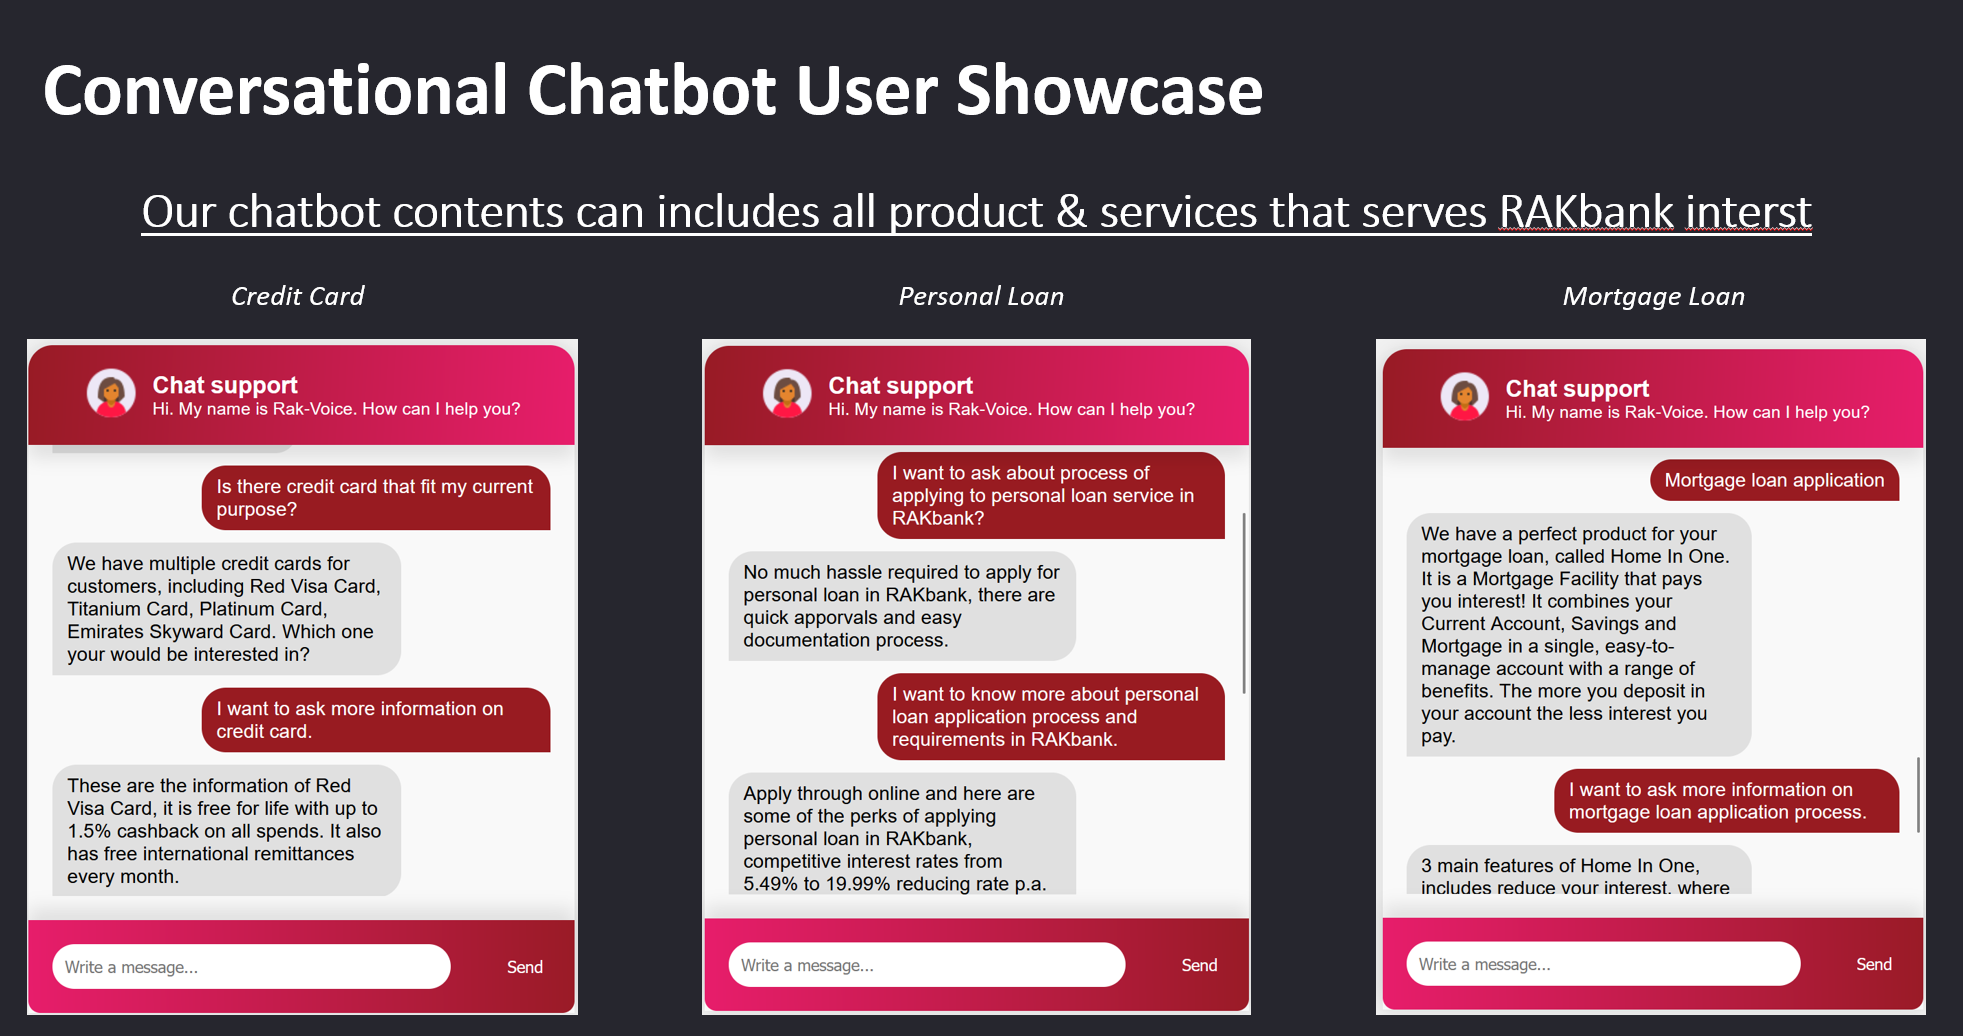 Conversational Chatbot User Showcase
Our chatbot contents can includes all product & services that serves RAKbank interst
Credit Card
Chat support
Hi. My name is Rak-Voice. How can I help you?
Is there credit card that fit my current
purpose?
We have multiple credit cards for
customers, including Red Visa Card,
Titanium Card, Platinum Card,
Emirates Skyward Card. Which one
your would be interested in?
I want to ask more information on
credit card.
These are the information of Red
Visa Card, it is free for life with up to
1.5% cashback on all spends. It also
has free international remittances
every month.
Write a message...
Send
Personal Loan
Chat support
Hi. My name is Rak-Voice. How can I help you?
I want to ask about process of
applying to personal loan service in
RAKbank?
No much hassle required to apply for
personal loan in RAKbank, there are
quick apporvals and easy
documentation process.
I want to know more about personal
loan application process and
requirements in RAKbank.
Apply through online and here are
some of the perks of applying
personal loan in RAKbank,
competitive interest rates from
5.49% to 19.99% reducing rate p.a.
Write a message...
Send
Mortgage Loan
Chat support
Hi. My name is Rak-Voice. How can I help you?
Mortgage loan application
We have a perfect product for your
mortgage loan, called Home In One.
It is a Mortgage Facility that pays
you interest! It combines your
Current Account, Savings and
Mortgage in a single, easy-to-
manage account with a range of
benefits. The more you deposit in
your account the less interest you
pay.
I want to ask more information on
mortgage loan application process.
3 main features of Home In One,
includes reduce your interest, where
Write a message...
Send